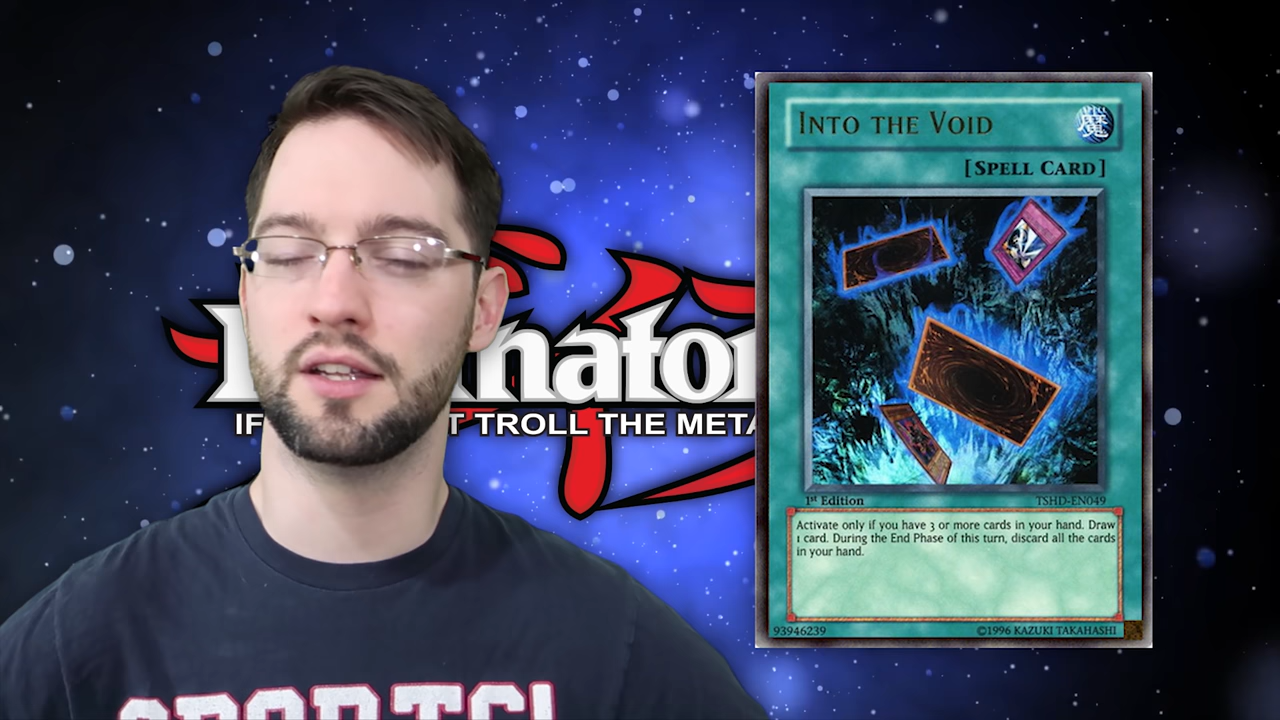 INTO THE VOID
[SPELL CARD]
1st Edition
TSHD-EN049
Activate only if you have 3 or more cards in your hand. Draw
1 card. During the End Phase of this turn, discard all the cards
in your hand.
93946239
©1996 KAZUKI TAKAHASHI
IF
T TROLL THE META
SPORTS!